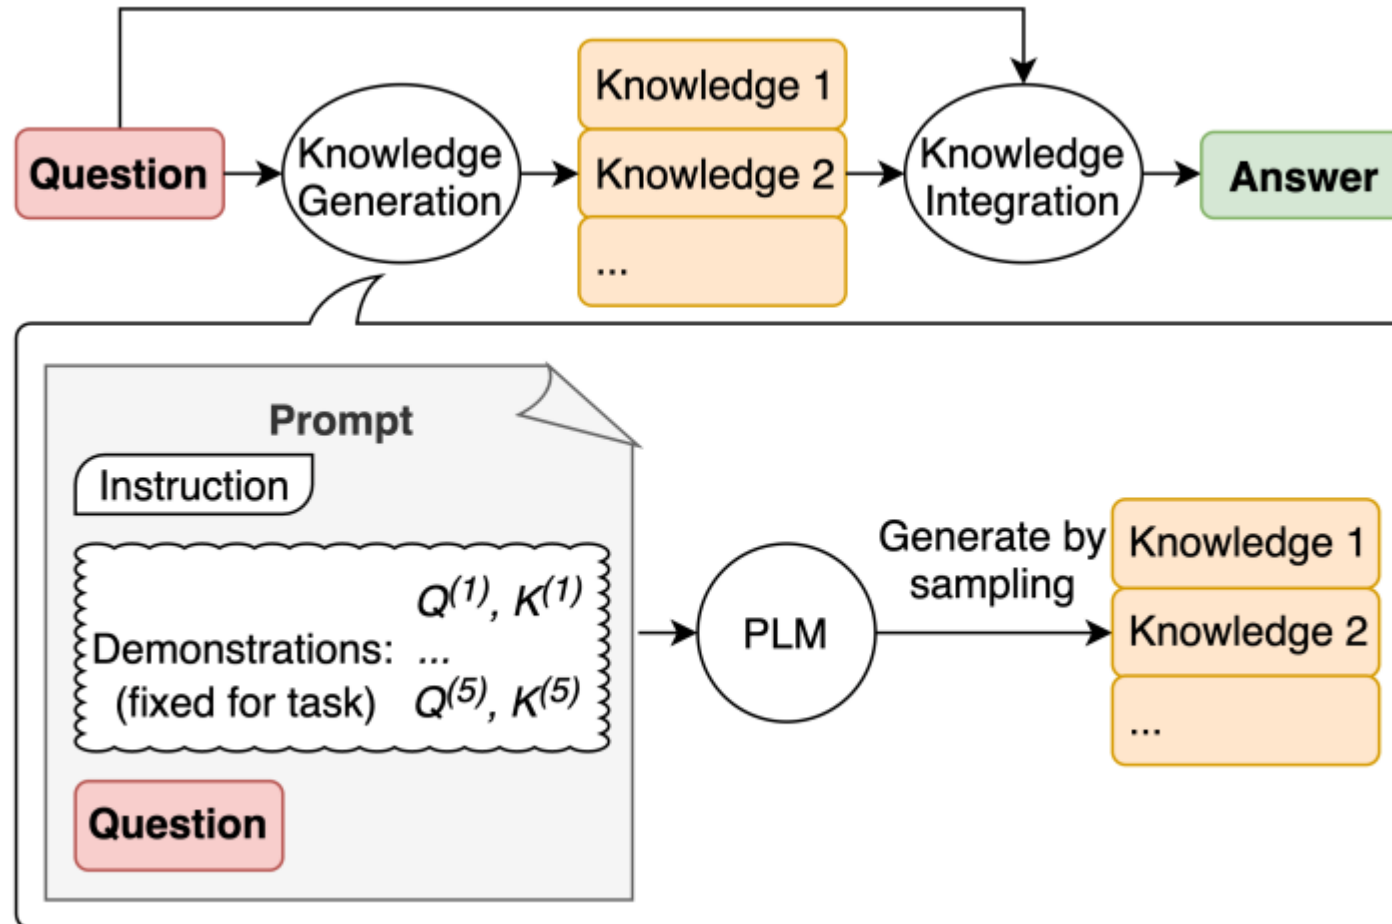 Question
Knowledge
Generation
Knowledge 1
Knowledge 2
...
Knowledge
Integration
Answer
Prompt
Instruction
Demonstrations:
(fixed for task)
Q(1), K(1)
...
Q(5), K(5)
Question
PLM
Generate by
sampling
Knowledge 1
Knowledge 2
...